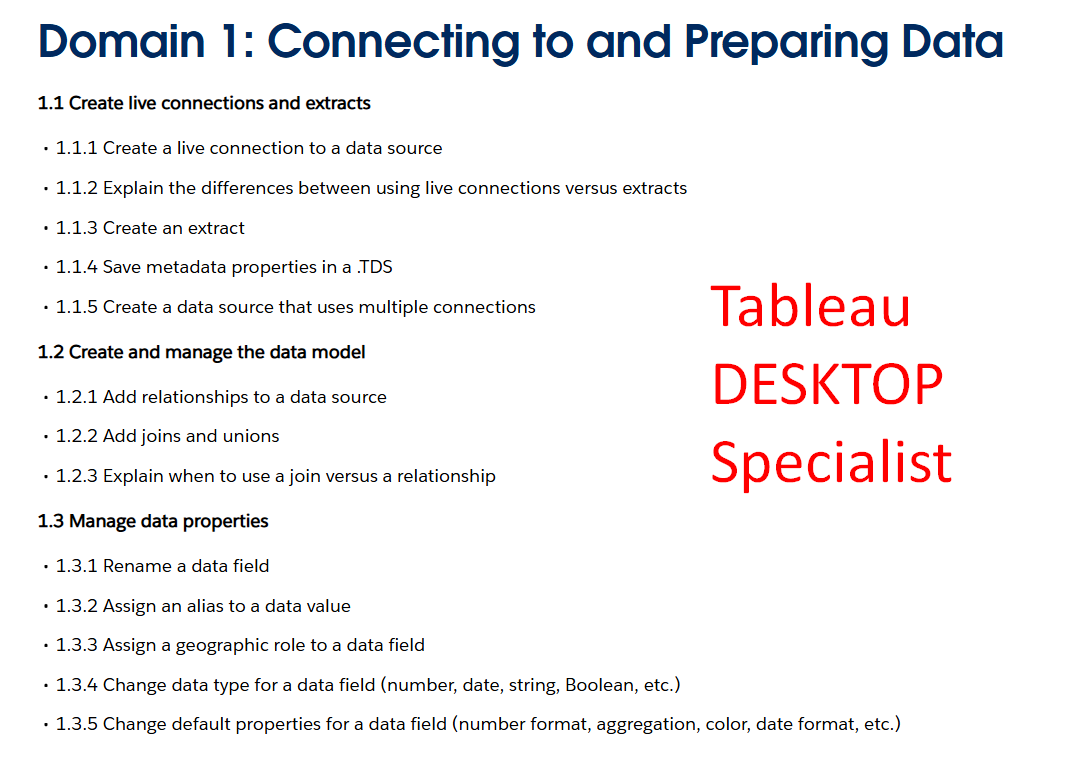 Domain 1: Connecting to and Preparing Data
1.1 Create live connections and extracts
• 1.1.1 Create a live connection to a data source
• 1.1.2 Explain the differences between using live connections versus extracts
• 1.1.3 Create an extract
• 1.1.4 Save metadata properties in a .TDS
• 1.1.5 Create a data source that uses multiple connections
1.2 Create and manage the data model
• 1.2.1 Add relationships to a data source
• 1.2.2 Add joins and unions
• 1.2.3 Explain when to use a join versus a relationship
1.3 Manage data properties
• 1.3.1 Rename a data field
• 1.3.2 Assign an alias to a data value
• 1.3.3 Assign a geographic role to a data field
• 1.3.4 Change data type for a data field (number, date, string, Boolean, etc.)
• 1.3.5 Change default properties for a data field (number format, aggregation, color, date format, etc.)
Tableau
DESKTOP
Specialist